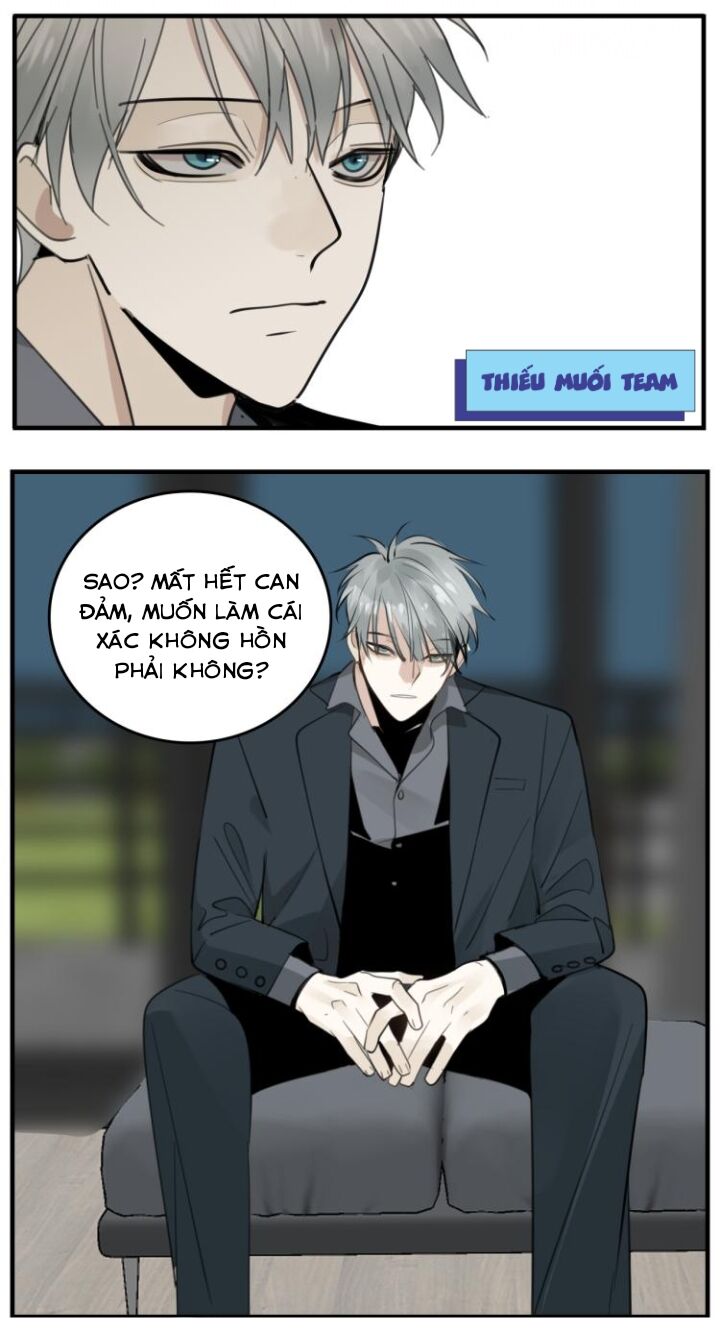 THIẾU MUỐI TEAM
SAO? MẤT HẾT CAN
ĐẢM, MUỐN LÀM CÁI
XÁC KHÔNG HỒN
PHẢI KHÔNG?